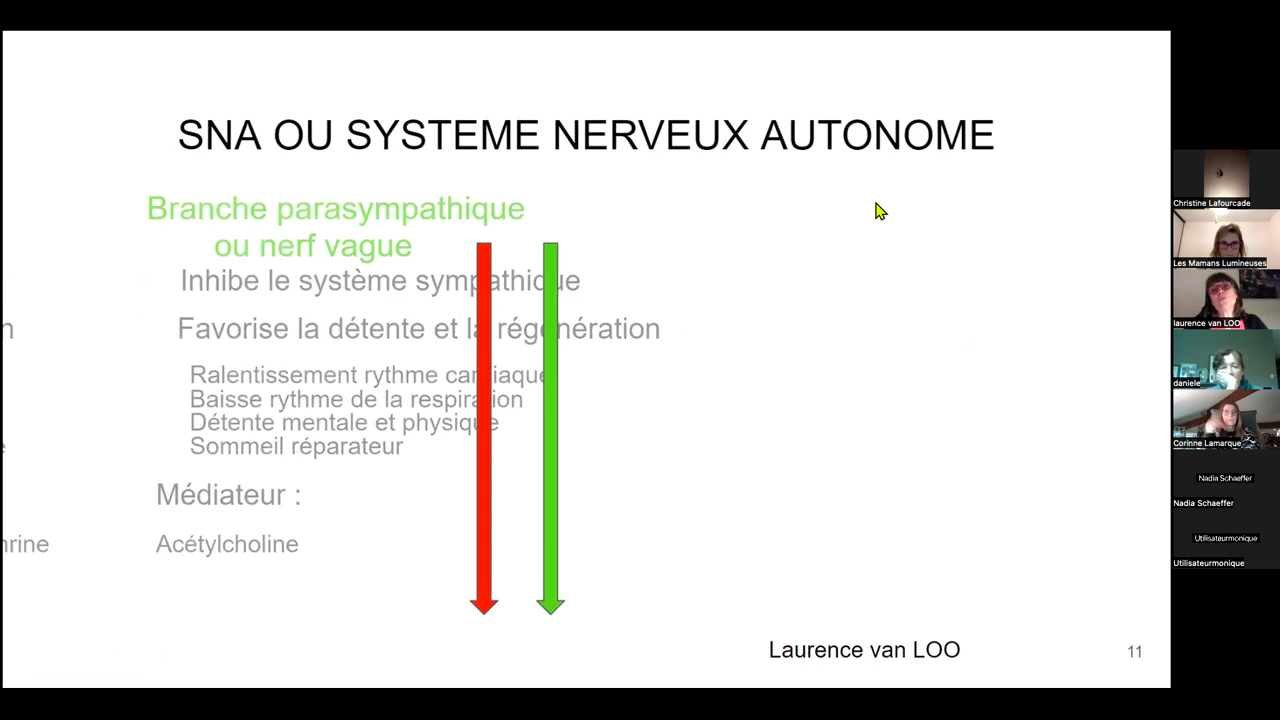 SNA OU SYSTEME NERVEUX AUTONOME
Branche parasympathique
ou nerf vague
Inhibe le système sympathique
n
Favorise la détente et la régénération
Ralentissement rythme cardiaque
Baisse rythme de la respiration
Détente mentale et physique
e
Sommeil réparateur
Médiateur :
hrine
Acétylcholine
Laurence van LOO
11
Christine Lafourcade
Les Mamans Lumineuses
laurence van LOO
daniele
Corinne Lamarque
Nadia Schaeffer
Nadia Schaeffer
Utilisateurmonique
Utilisateurmonique